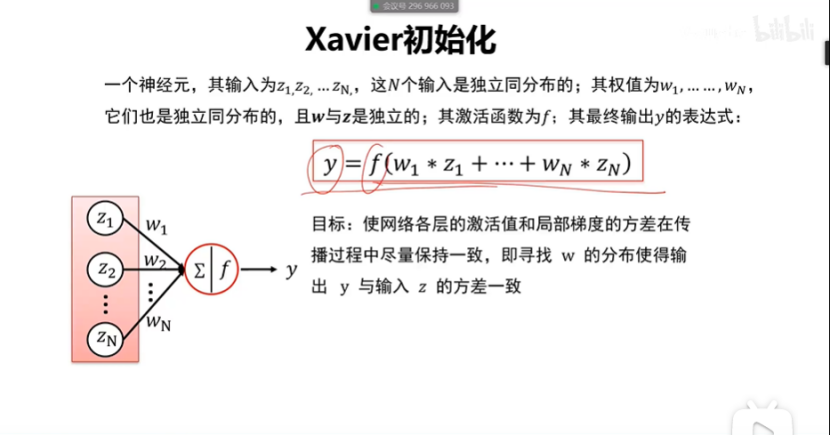 会议号 296 966 093
bilibili
Xavier初始化
一个神经元，其输入为z₁,z₂, ...z_N,，这N个输入是独立同分布的；其权值为w₁, ... ... , w_N，
它们也是独立同分布的，且w与z是独立的；其激活函数为f；其最终输出y的表达式：
y = f(w₁ * z₁ + ⋯ + w_N * z_N)
目标：使网络各层的激活值和局部梯度的方差在传
播过程中尽量保持一致，即寻找 w 的分布使得输
出 y 与输入 z 的方差一致
z₁ w₁
z₂ w₂ Σ f y
z_N w_N